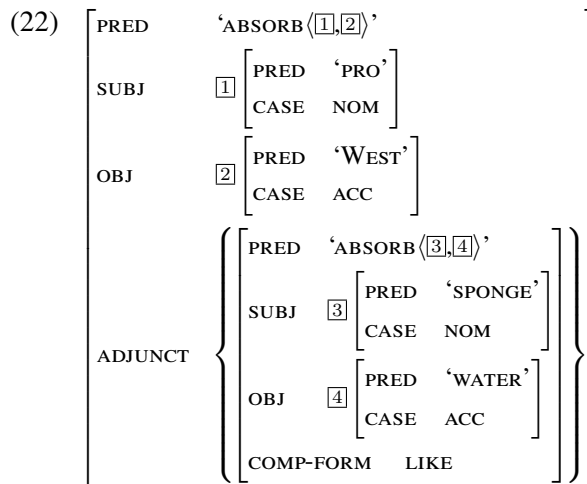 (22)
PRED ‘ABSORB⟨1,2⟩’
SUBJ 1
PRED ‘PRO’
CASE NOM
OBJ 2
PRED ‘WEST’
CASE ACC
ADJUNCT
PRED ‘ABSORB⟨3,4⟩’
SUBJ 3
PRED ‘SPONGE’
CASE NOM
OBJ 4
PRED ‘WATER’
CASE ACC
COMP-FORM LIKE